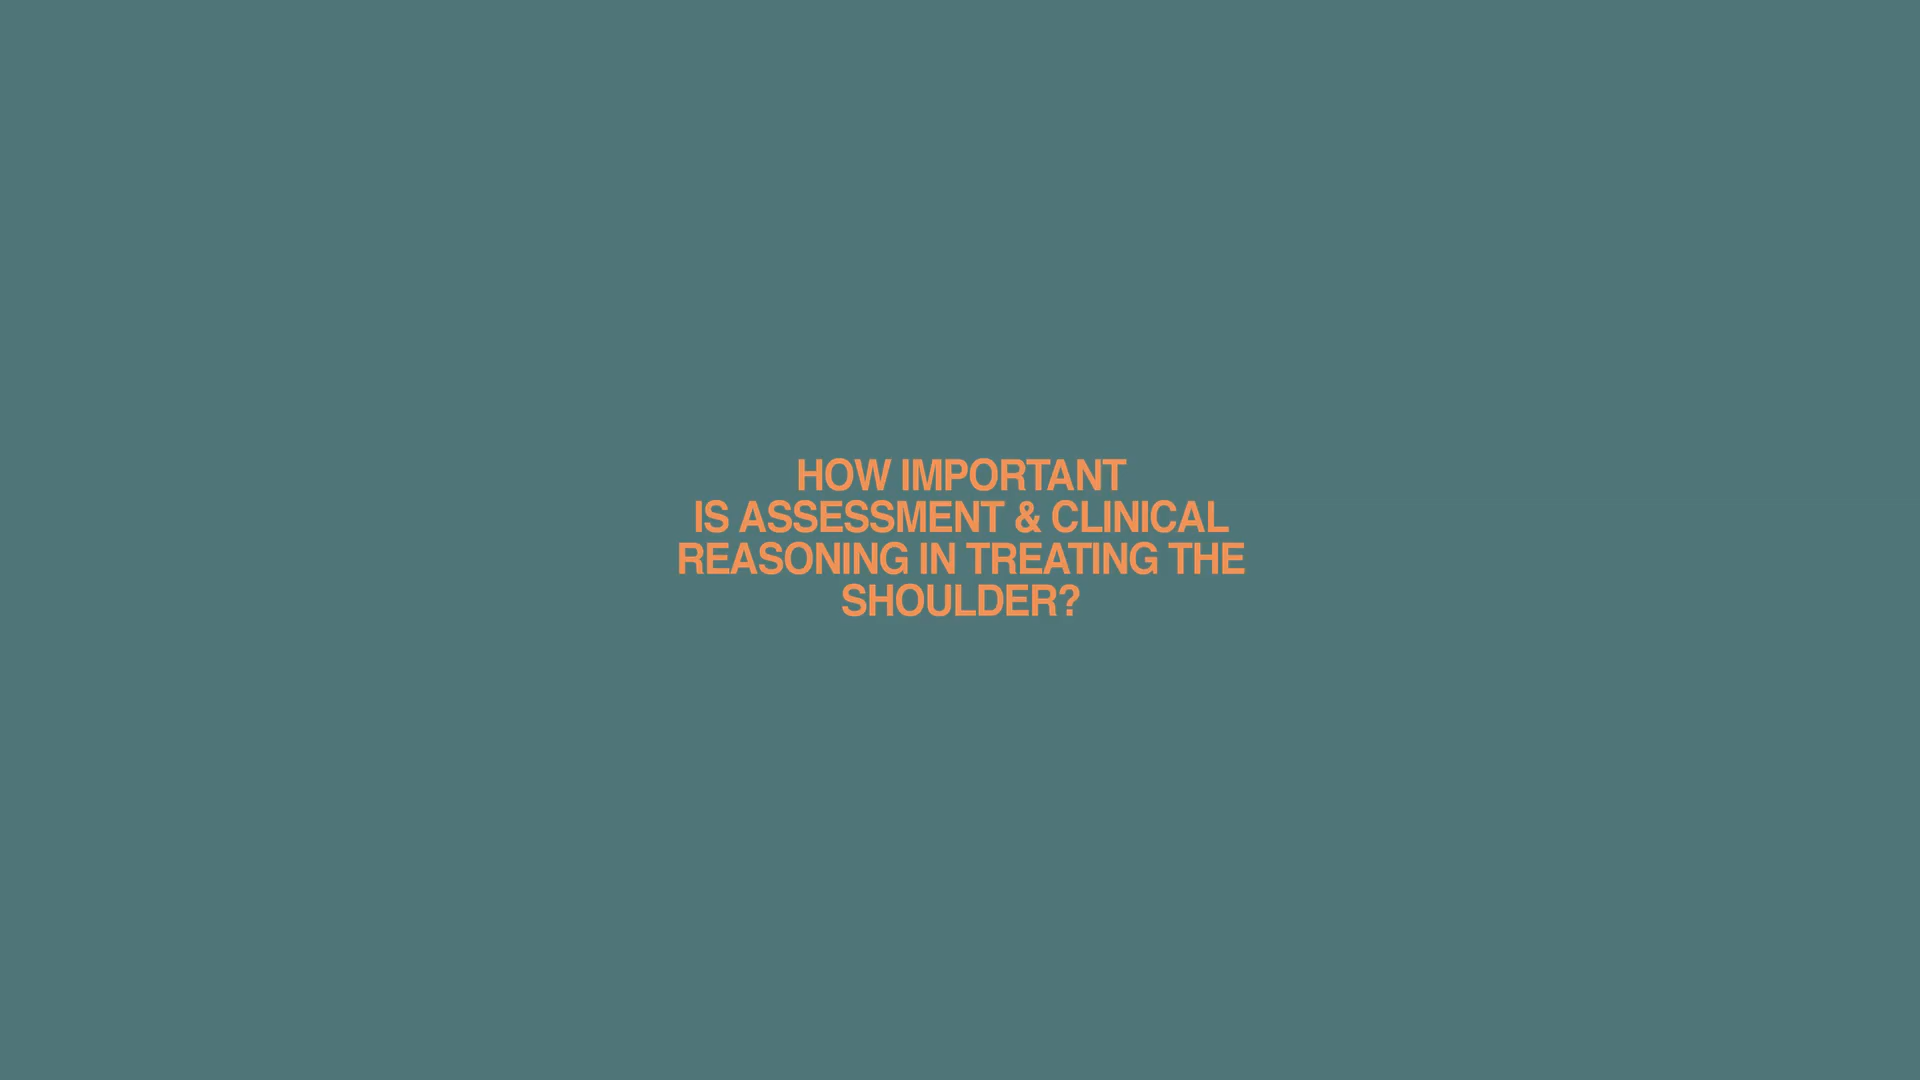 HOW IMPORTANT
IS ASSESSMENT & CLINICAL
REASONING IN TREATING THE
SHOULDER?